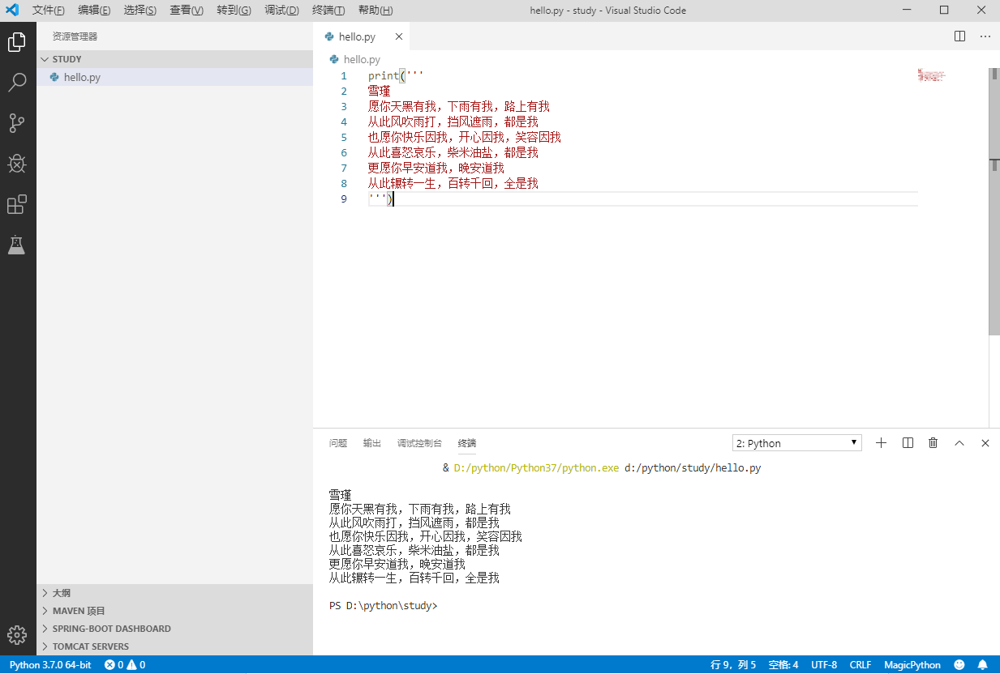 文件(F) 编辑(E) 选择(S) 查看(V) 转到(G) 调试(D) 终端(T) 帮助(H) hello.py - study - Visual Studio Code
资源管理器
STUDY
hello.py
hello.py
hello.py
1 print('''
2 雪瑾
3 愿你天黑有我，下雨有我，路上有我
4 从此风吹雨打，挡风遮雨，都是我
5 也愿你快乐因我，开心因我，笑容因我
6 从此喜怒哀乐，柴米油盐，都是我
7 更愿你早安道我，晚安道我
8 从此辗转一生，百转千回，全是我
9 ''')
问题 输出 调试控制台 终端 2: Python
& D:/python/Python37/python.exe d:/python/study/hello.py
雪瑾
愿你天黑有我，下雨有我，路上有我
从此风吹雨打，挡风遮雨，都是我
也愿你快乐因我，开心因我，笑容因我
从此喜怒哀乐，柴米油盐，都是我
更愿你早安道我，晚安道我
从此辗转一生，百转千回，全是我
PS D:\python\study>
大纲
MAVEN 项目
SPRING-BOOT DASHBOARD
TOMCAT SERVERS
Python 3.7.0 64-bit 0 0 行 9，列 5 空格: 4 UTF-8 CRLF MagicPython